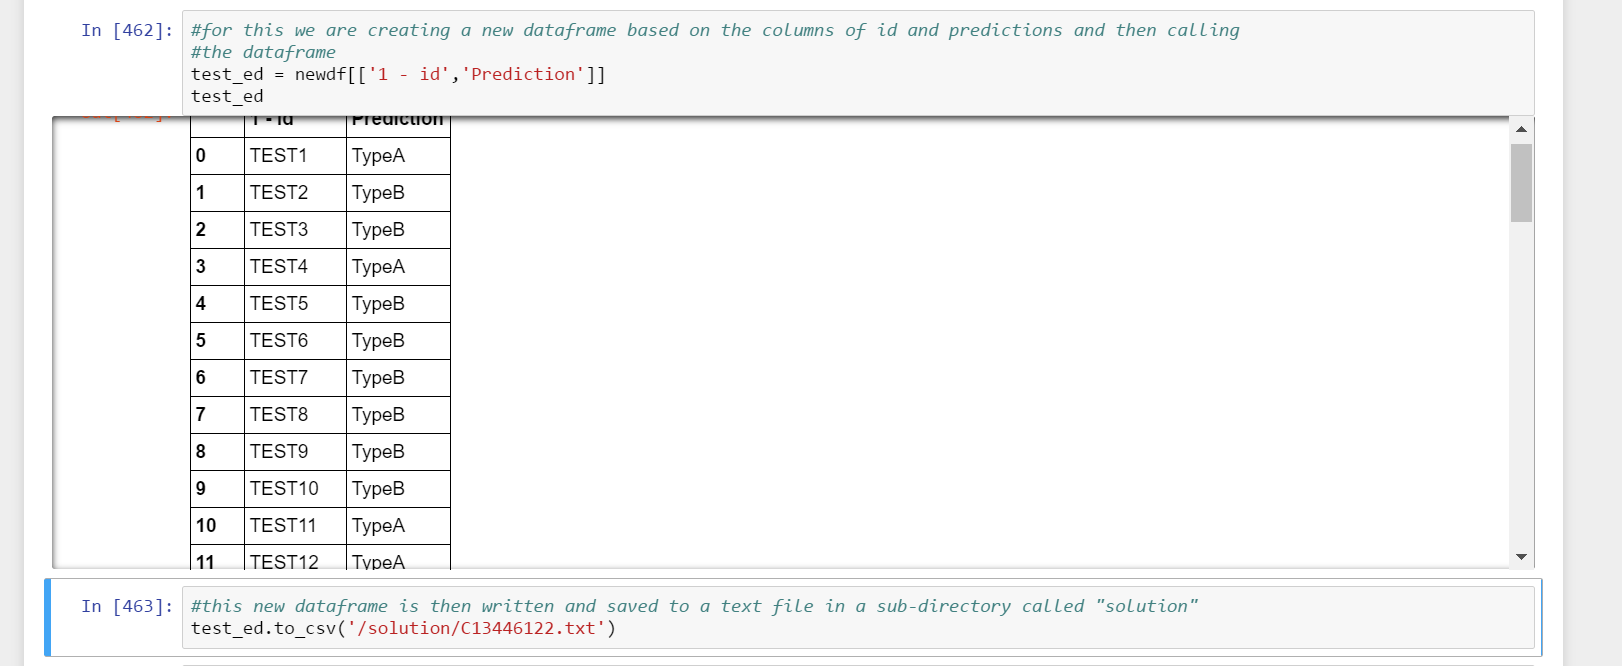 In [462]: #for this we are creating a new dataframe based on the columns of id and predictions and then calling
#the dataframe
test_ed = newdf[['1 - id','Prediction']]
test_ed
1 - id Prediction
0 TEST1 TypeA
1 TEST2 TypeB
2 TEST3 TypeB
3 TEST4 TypeA
4 TEST5 TypeB
5 TEST6 TypeB
6 TEST7 TypeB
7 TEST8 TypeB
8 TEST9 TypeB
9 TEST10 TypeB
10 TEST11 TypeA
11 TEST12 TypeA
In [463]: #this new dataframe is then written and saved to a text file in a sub-directory called "solution"
test_ed.to_csv('/solution/C13446122.txt')